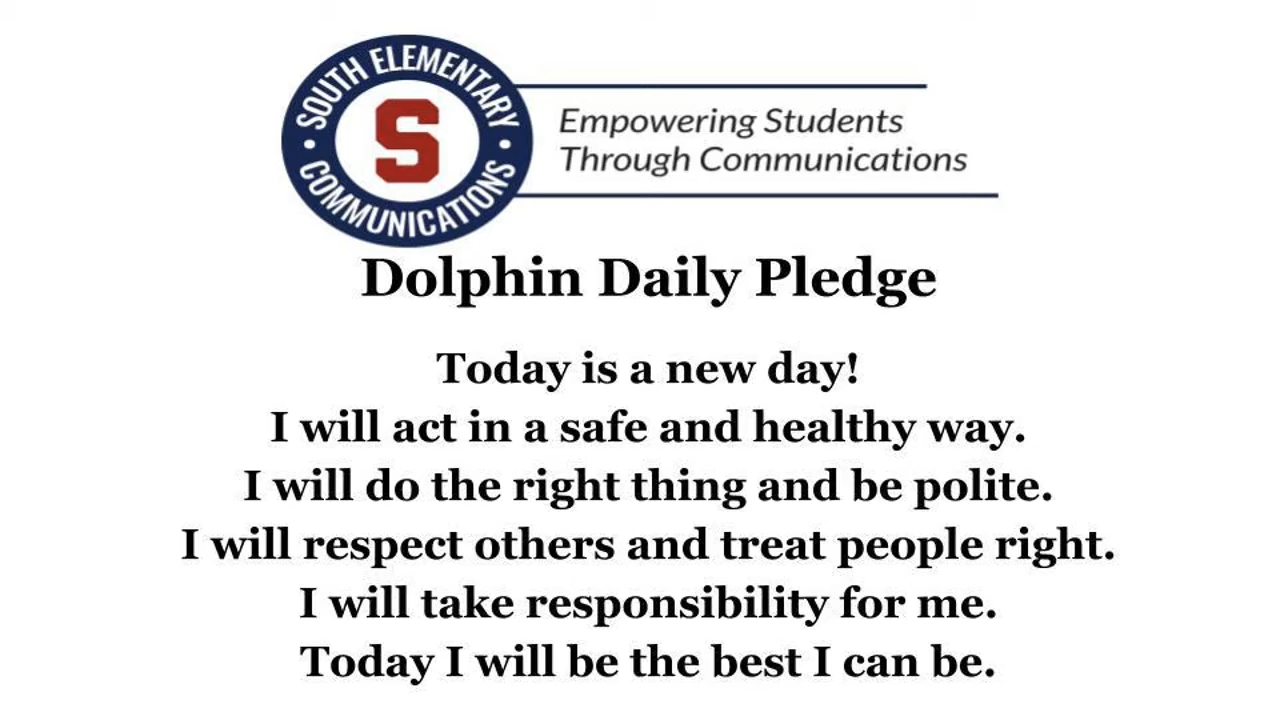 SOUTH ELEMENTARY
S
COMMUNICATIONS
Empowering Students
Through Communications
Dolphin Daily Pledge
Today is a new day!
I will act in a safe and healthy way.
I will do the right thing and be polite.
I will respect others and treat people right.
I will take responsibility for me.
Today I will be the best I can be.